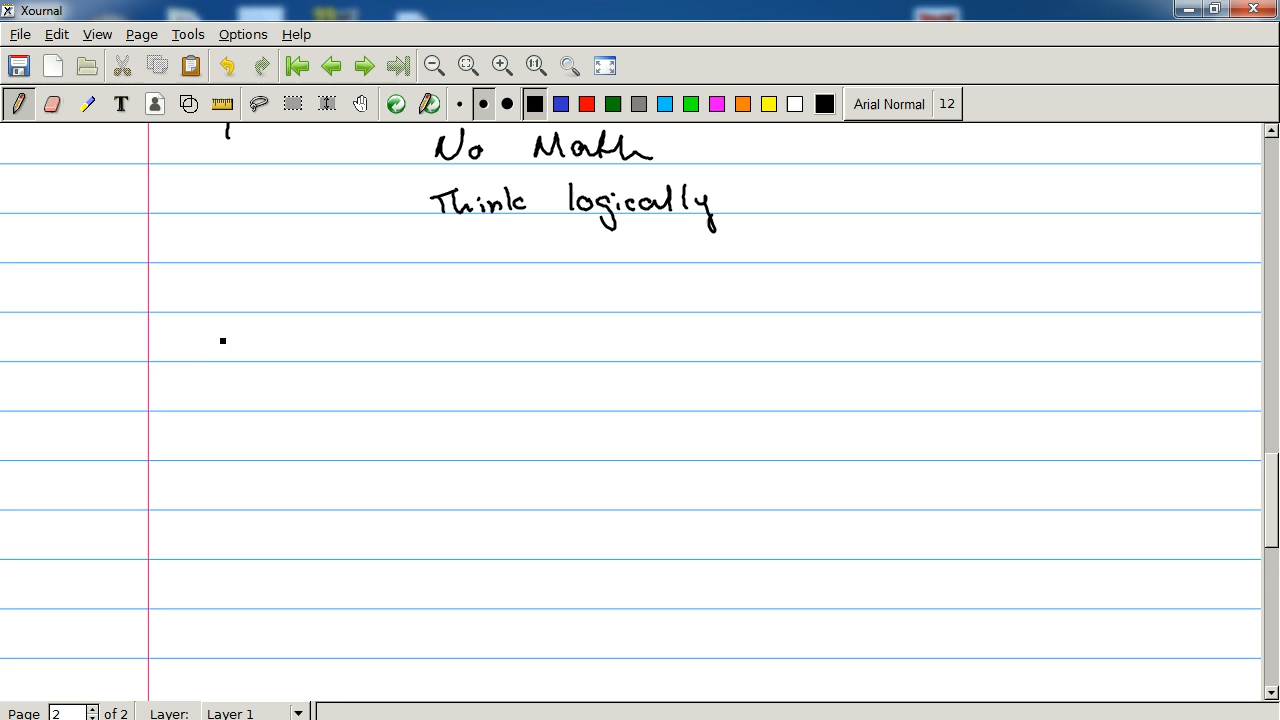 Xournal
File Edit View Page Tools Options Help
T Arial Normal 12
No Math
Think logically
Page 2 of 2 Layer: Layer 1